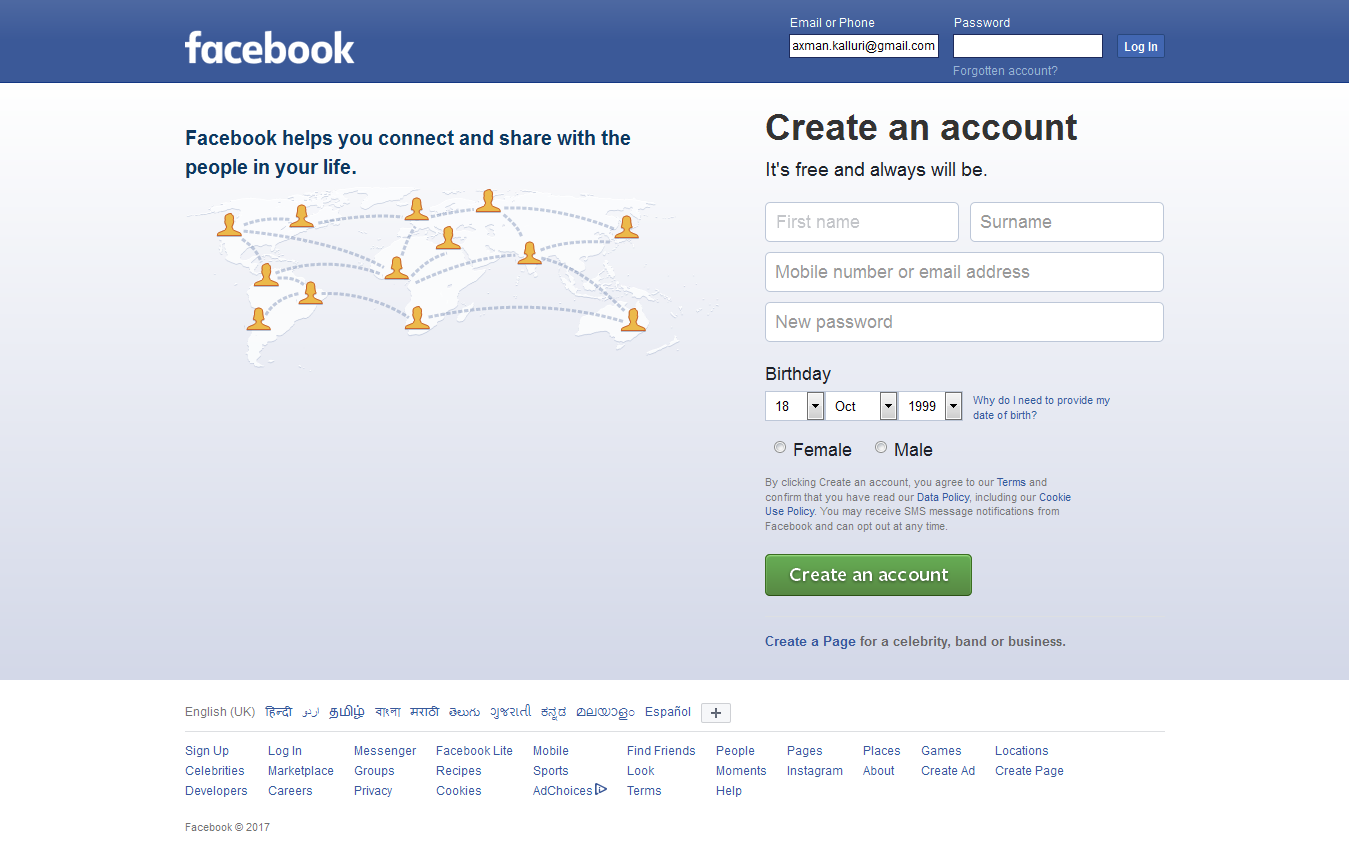 facebook
Email or Phone
Password
axman.kalluri@gmail.com
Log In
Forgotten account?
Facebook helps you connect and share with the
people in your life.
Create an account
It's free and always will be.
First name
Surname
Mobile number or email address
New password
Birthday
18
Oct
1999
Why do I need to provide my
date of birth?
Female
Male
By clicking Create an account, you agree to our Terms and
confirm that you have read our Data Policy, including our Cookie
Use Policy. You may receive SMS message notifications from
Facebook and can opt out at any time.
Create an account
Create a Page for a celebrity, band or business.
English (UK) हिन्दी اردو தமிழ் বাংলা मराठी తెలుగు ગુજરાતી ಕನ್ನಡ മലയാളം Español +
Sign Up Log In Messenger Facebook Lite Mobile Find Friends People Pages Places Games Locations
Celebrities Marketplace Groups Recipes Sports Look Moments Instagram About Create Ad Create Page
Developers Careers Privacy Cookies AdChoices Terms Help
Facebook © 2017